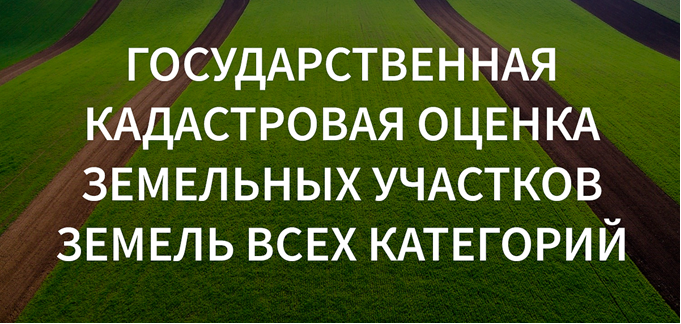 ГОСУДАРСТВЕННАЯ
КАДАСТРОВАЯ ОЦЕНКА
ЗЕМЕЛЬНЫХ УЧАСТКОВ
ЗЕМЕЛЬ ВСЕХ КАТЕГОРИЙ